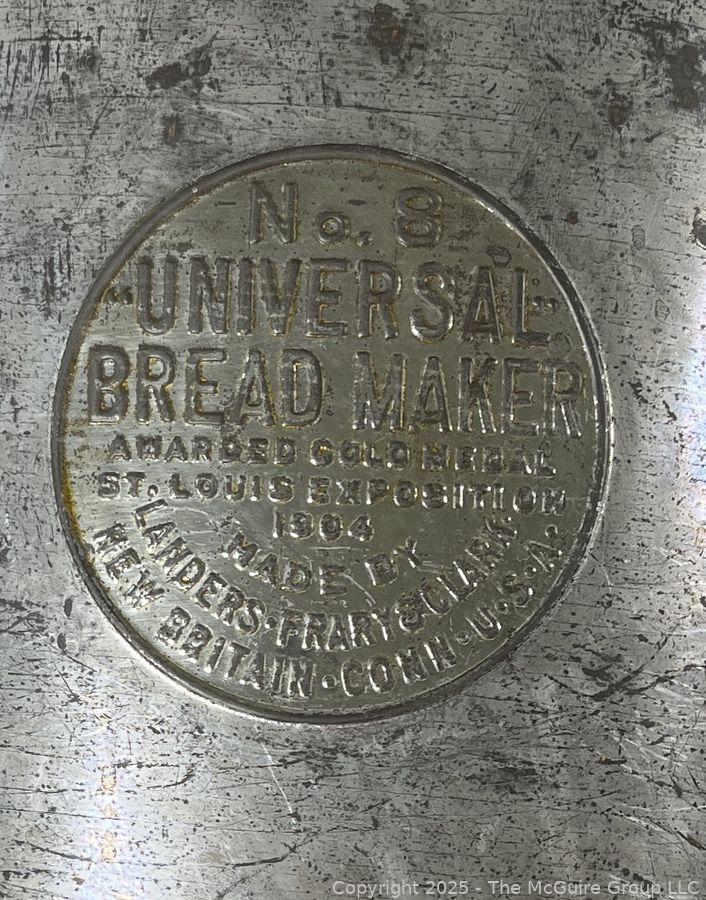 No. 8
"UNIVERSAL"
BREAD MAKER
AWARDED GOLD MEDAL
ST. LOUIS EXPOSITION
1904
MADE BY
LANDERS·FRARY&CLARK·
NEW BRITAIN·CONN·U·S·A·
Copyright 2025 - The McGuire Group LLC